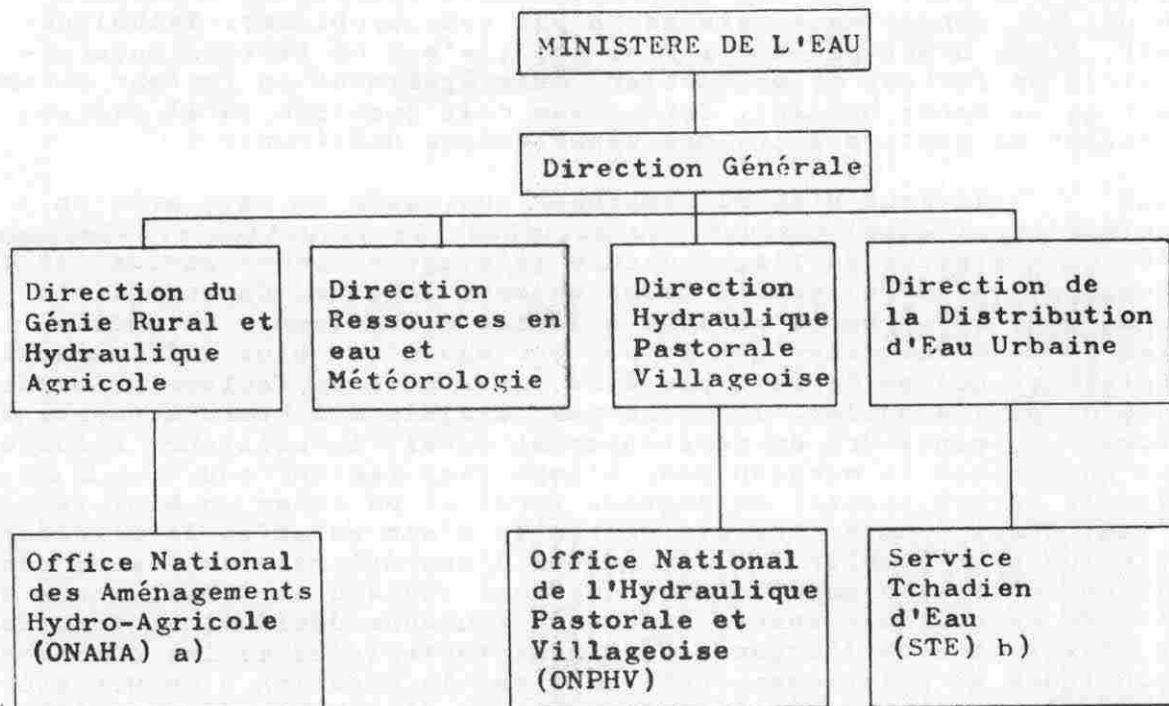 MINISTERE DE L'EAU
Direction Générale
Direction du
Génie Rural et
Hydraulique
Agricole
Direction
Ressources en
eau et
Météorologie
Direction
Hydraulique
Pastorale
Villageoise
Direction de
la Distribution
d'Eau Urbaine
Office National
des Aménagements
Hydro-Agricole
(ONAHA) a)
Office National
de l'Hydraulique
Pastorale et
Villageoise
(ONPHV)
Service
Tchadien
d'Eau
(STE) b)